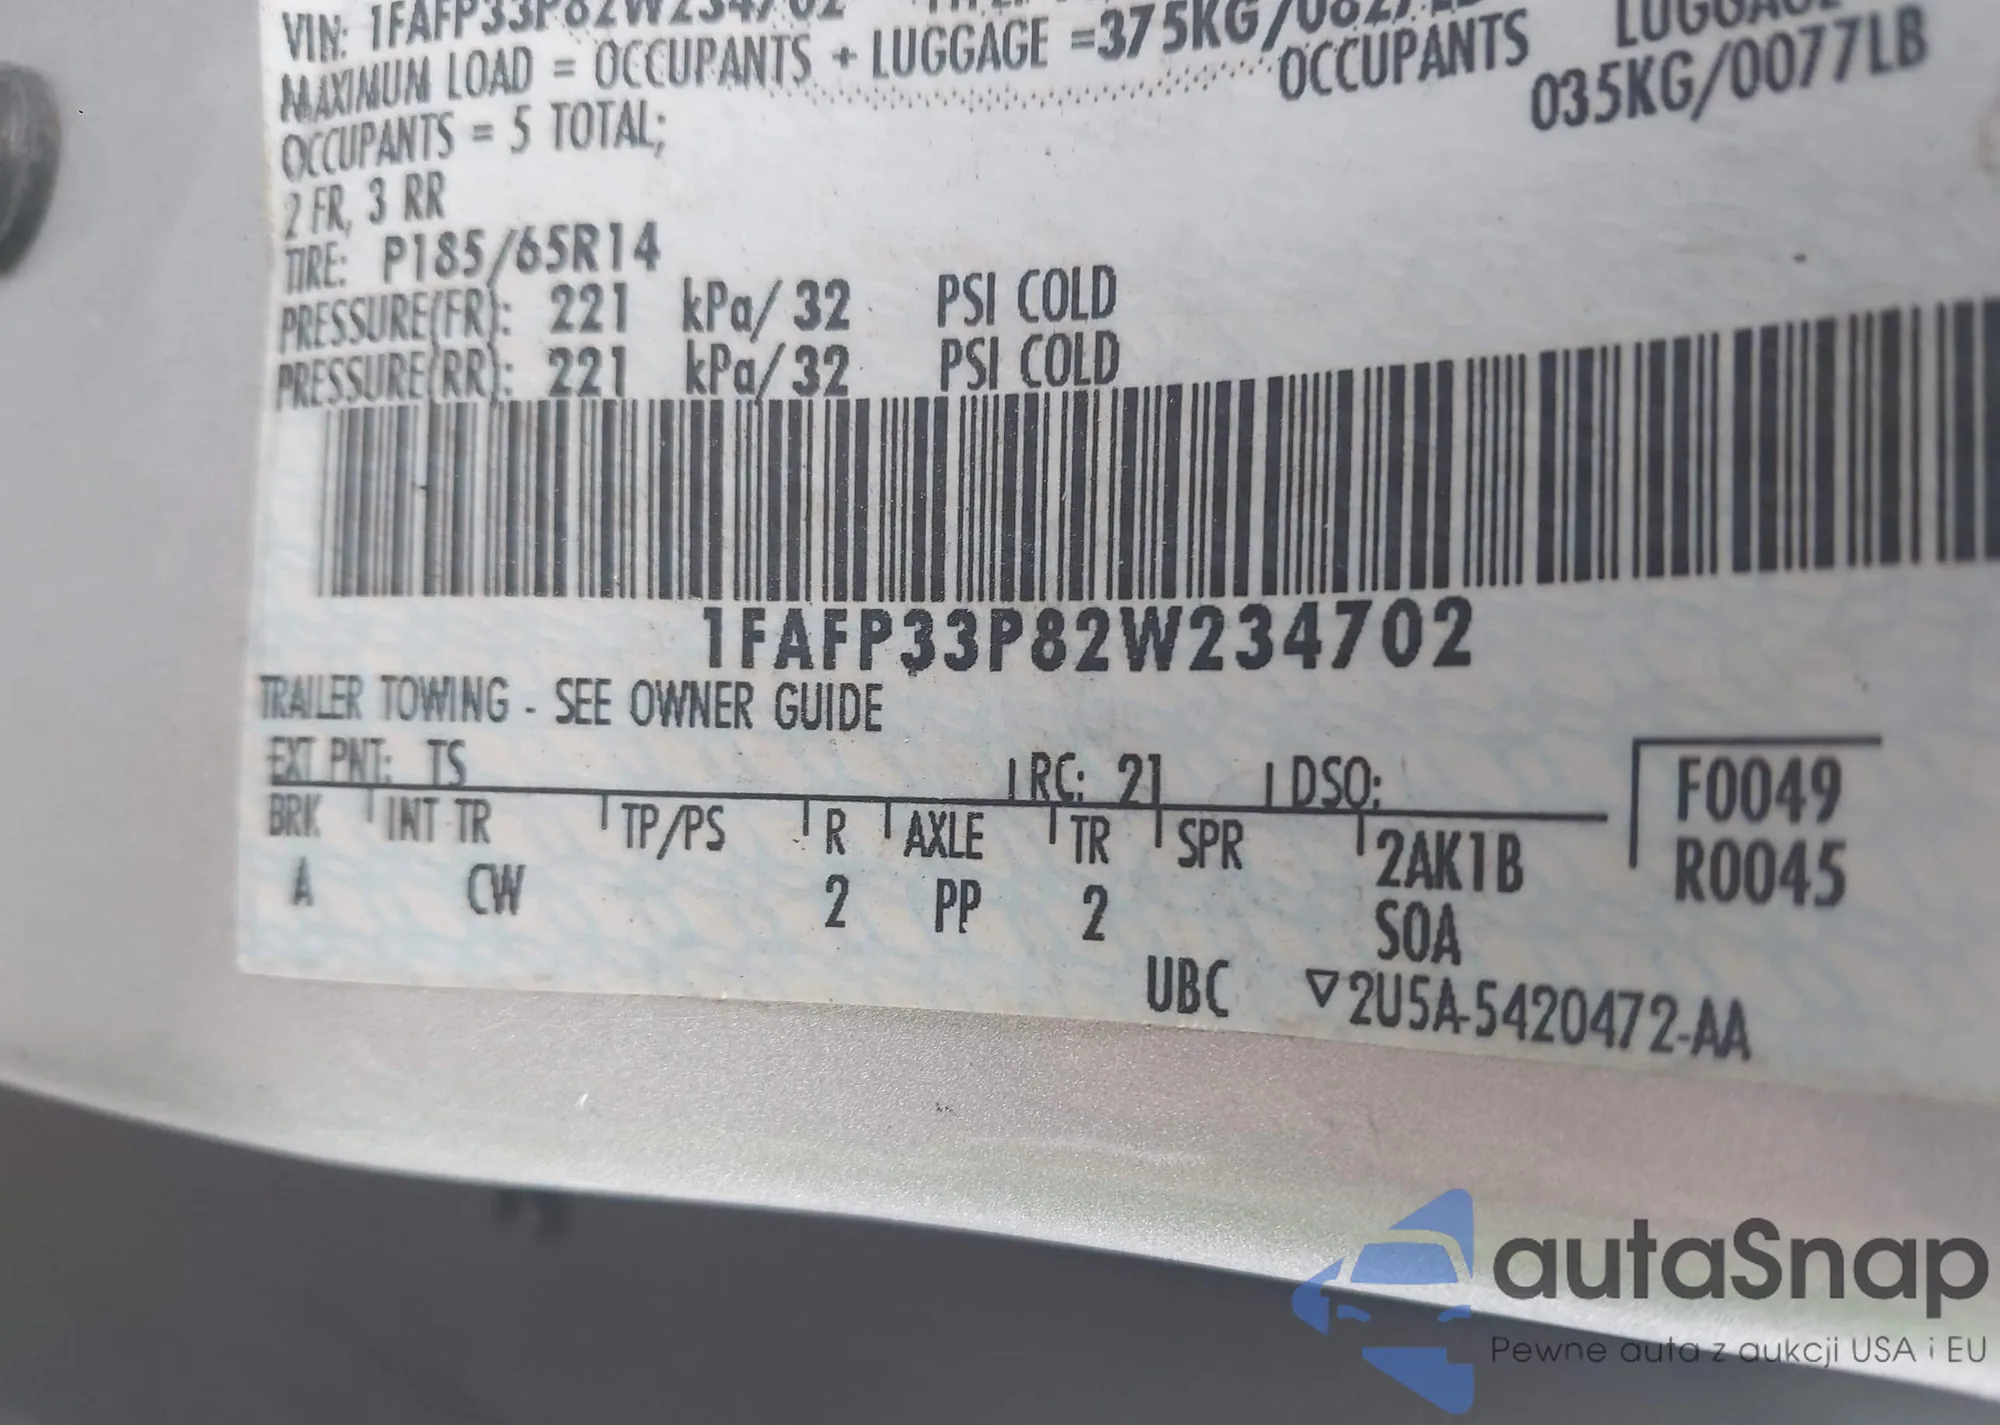 VIN: 1FAFP33P82W234702
MAXIMUM LOAD = OCCUPANTS + LUGGAGE =375KG/0827LB
OCCUPANTS LUGGAGE
OCCUPANTS = 5 TOTAL; 035KG/0077LB
2 FR, 3 RR
TIRE: P185/65R14
PRESSURE(FR): 221 kPa/ 32 PSI COLD
PRESSURE(RR): 221 kPa/ 32 PSI COLD
1FAFP33P82W234702
TRAILER TOWING - SEE OWNER GUIDE
EXT PNT: TS RC: 21 DSO: F0049
BRK INT TR TP/PS R AXLE TR SPR 2AK1B R0045
A CW 2 PP 2 SOA
UBC ▽2U5A-5420472-AA
autaSnap
Pewne auta z aukcji USA i EU